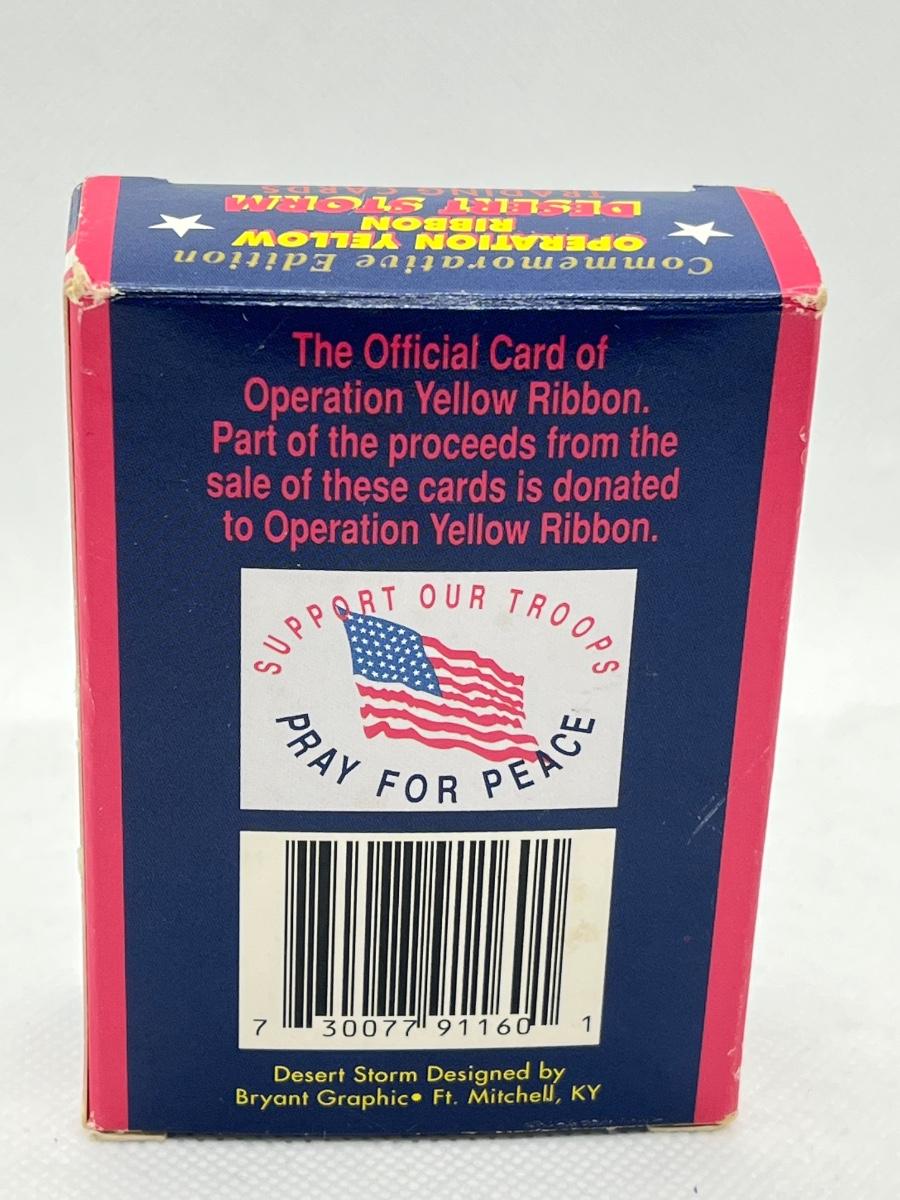 Commemorative Edition
OPERATION YELLOW
RIBBON
DESERT STORM
TRADING CARDS
The Official Card of
Operation Yellow Ribbon.
Part of the proceeds from the
sale of these cards is donated
to Operation Yellow Ribbon.
SUPPORT OUR TROOPS
PRAY FOR PEACE
7 30077 91160 1
Desert Storm Designed by
Bryant Graphic• Ft. Mitchell, KY